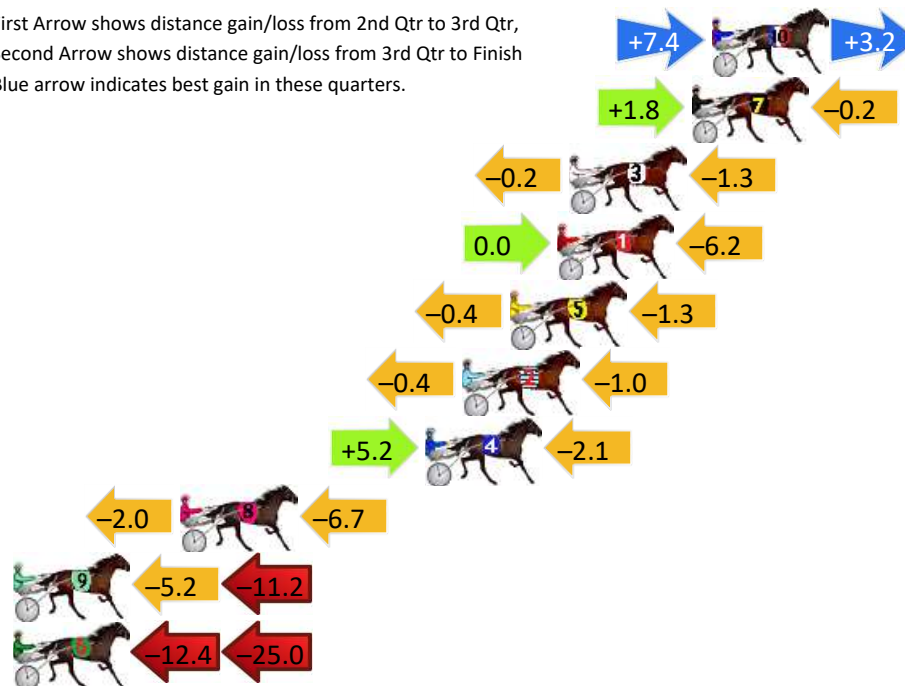 irst Arrow shows distance gain/loss from 2nd Qtr to 3rd Qtr,
econd Arrow shows distance gain/loss from 3rd Qtr to Finish
Blue arrow indicates best gain in these quarters.
+7.4 10 +3.2
+1.8 7 –0.2
–0.2 3 –1.3
0.0 1 –6.2
–0.4 5 –1.3
–0.4 2 –1.0
+5.2 4 –2.1
–2.0 8 –6.7
9 –5.2 –11.2
6 –12.4 –25.0